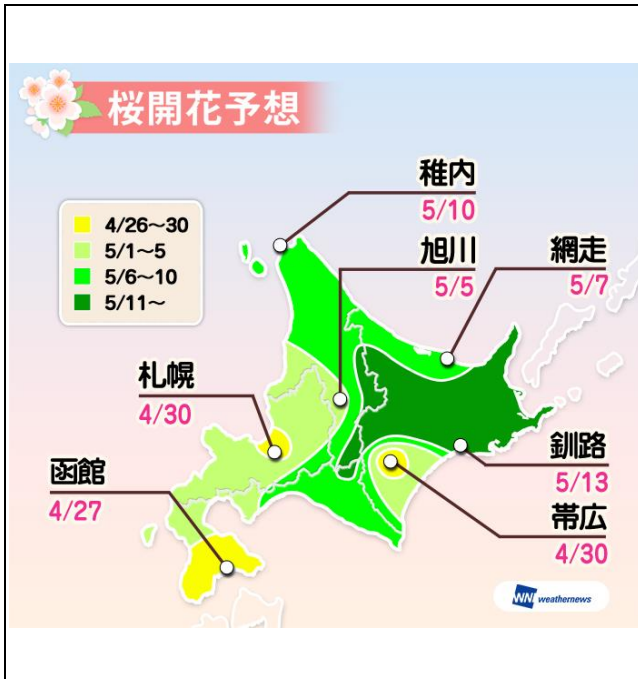 桜開花予想
4/26～30
5/1～5
5/6～10
5/11～
稚内
5/10
旭川
5/5
網走
5/7
札幌
4/30
函館
4/27
釧路
5/13
帯広
4/30
WN weathernews